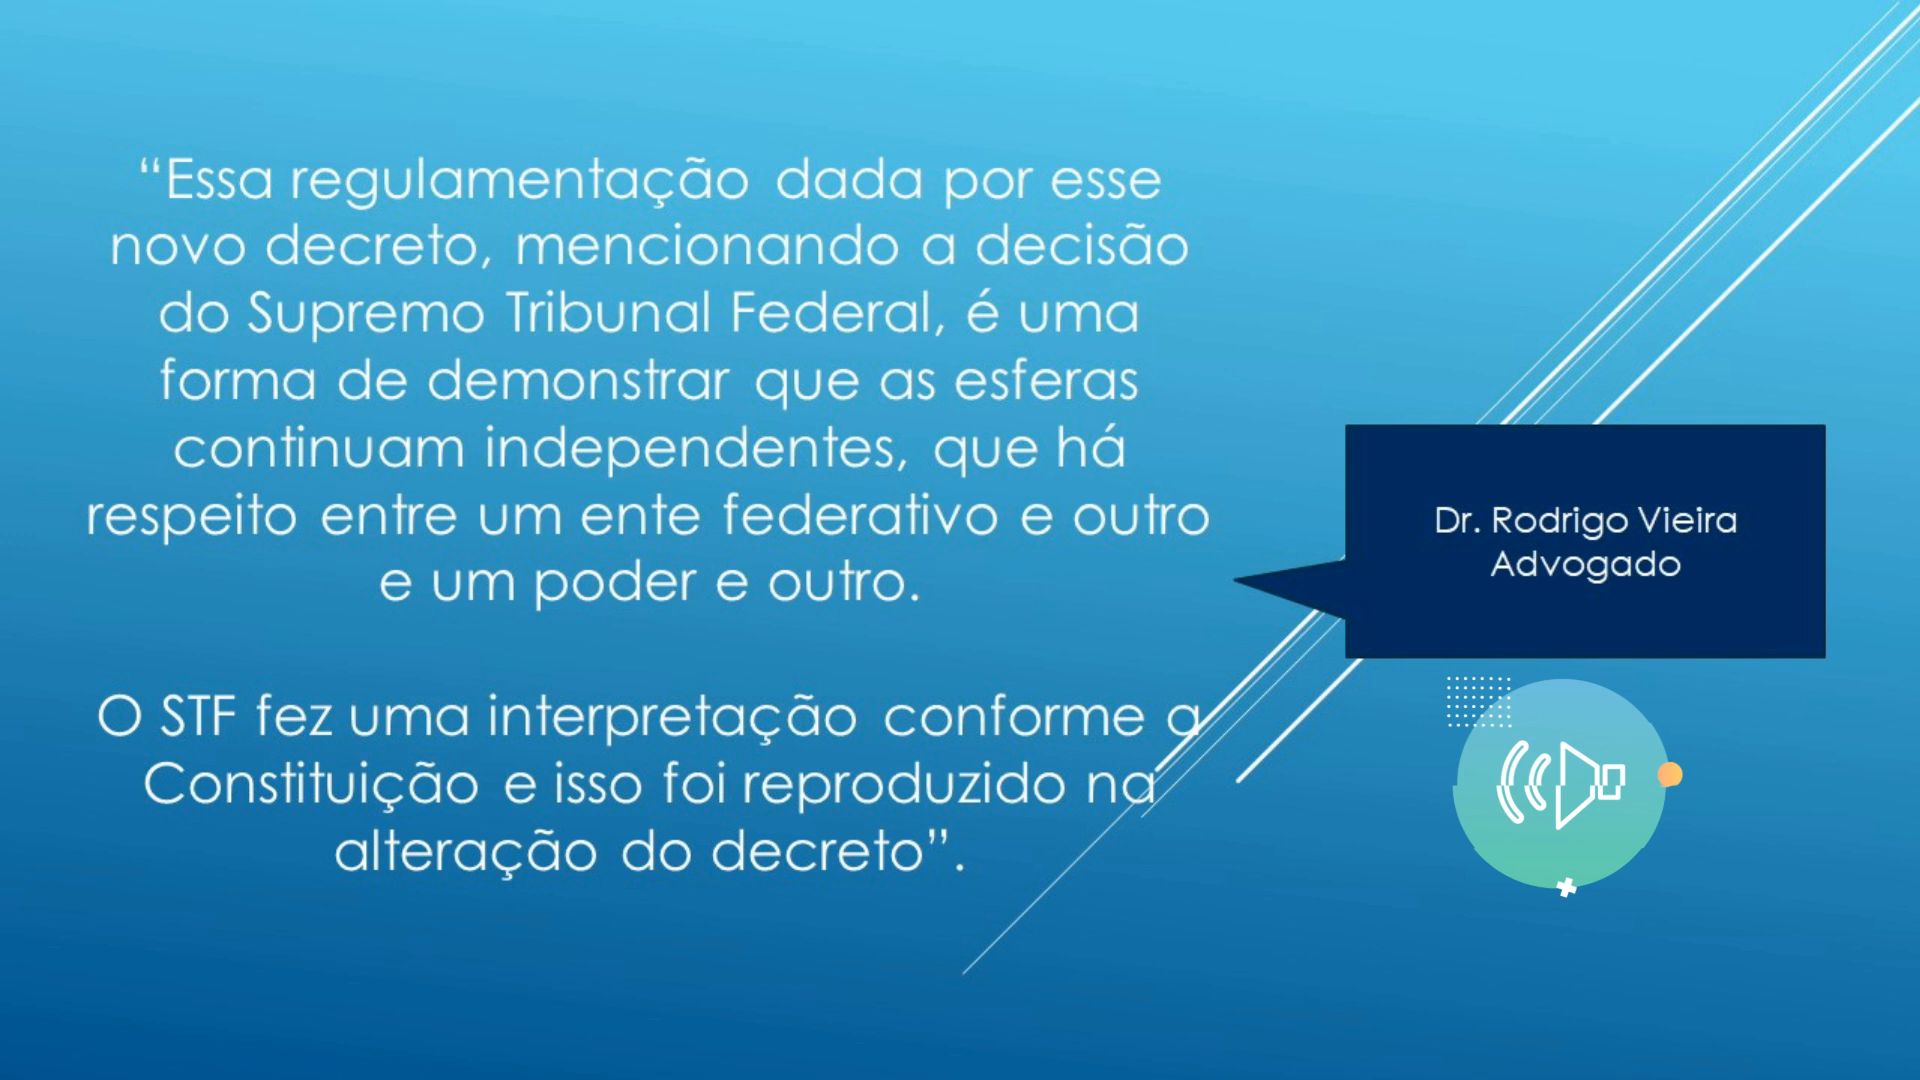 “Essa regulamentação dada por esse
novo decreto, mencionando a decisão
do Supremo Tribunal Federal, é uma
forma de demonstrar que as esferas
continuam independentes, que há
respeito entre um ente federativo e outro
e um poder e outro.
O STF fez uma interpretação conforme a
Constituição e isso foi reproduzido na
alteração do decreto”.
Dr. Rodrigo Vieira
Advogado